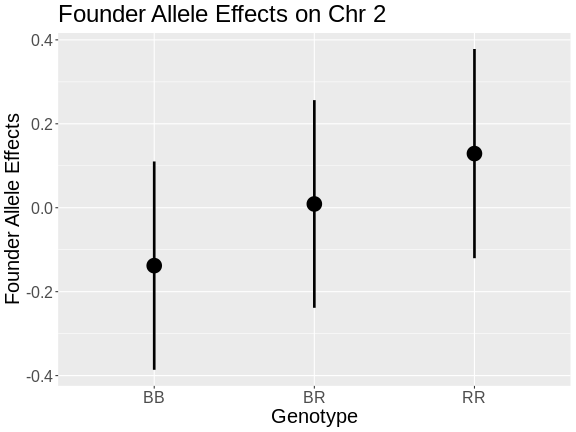 Founder Allele Effects on Chr 2
Founder Allele Effects
0.4
0.2
0.0
-0.2
-0.4
BB BR RR
Genotype